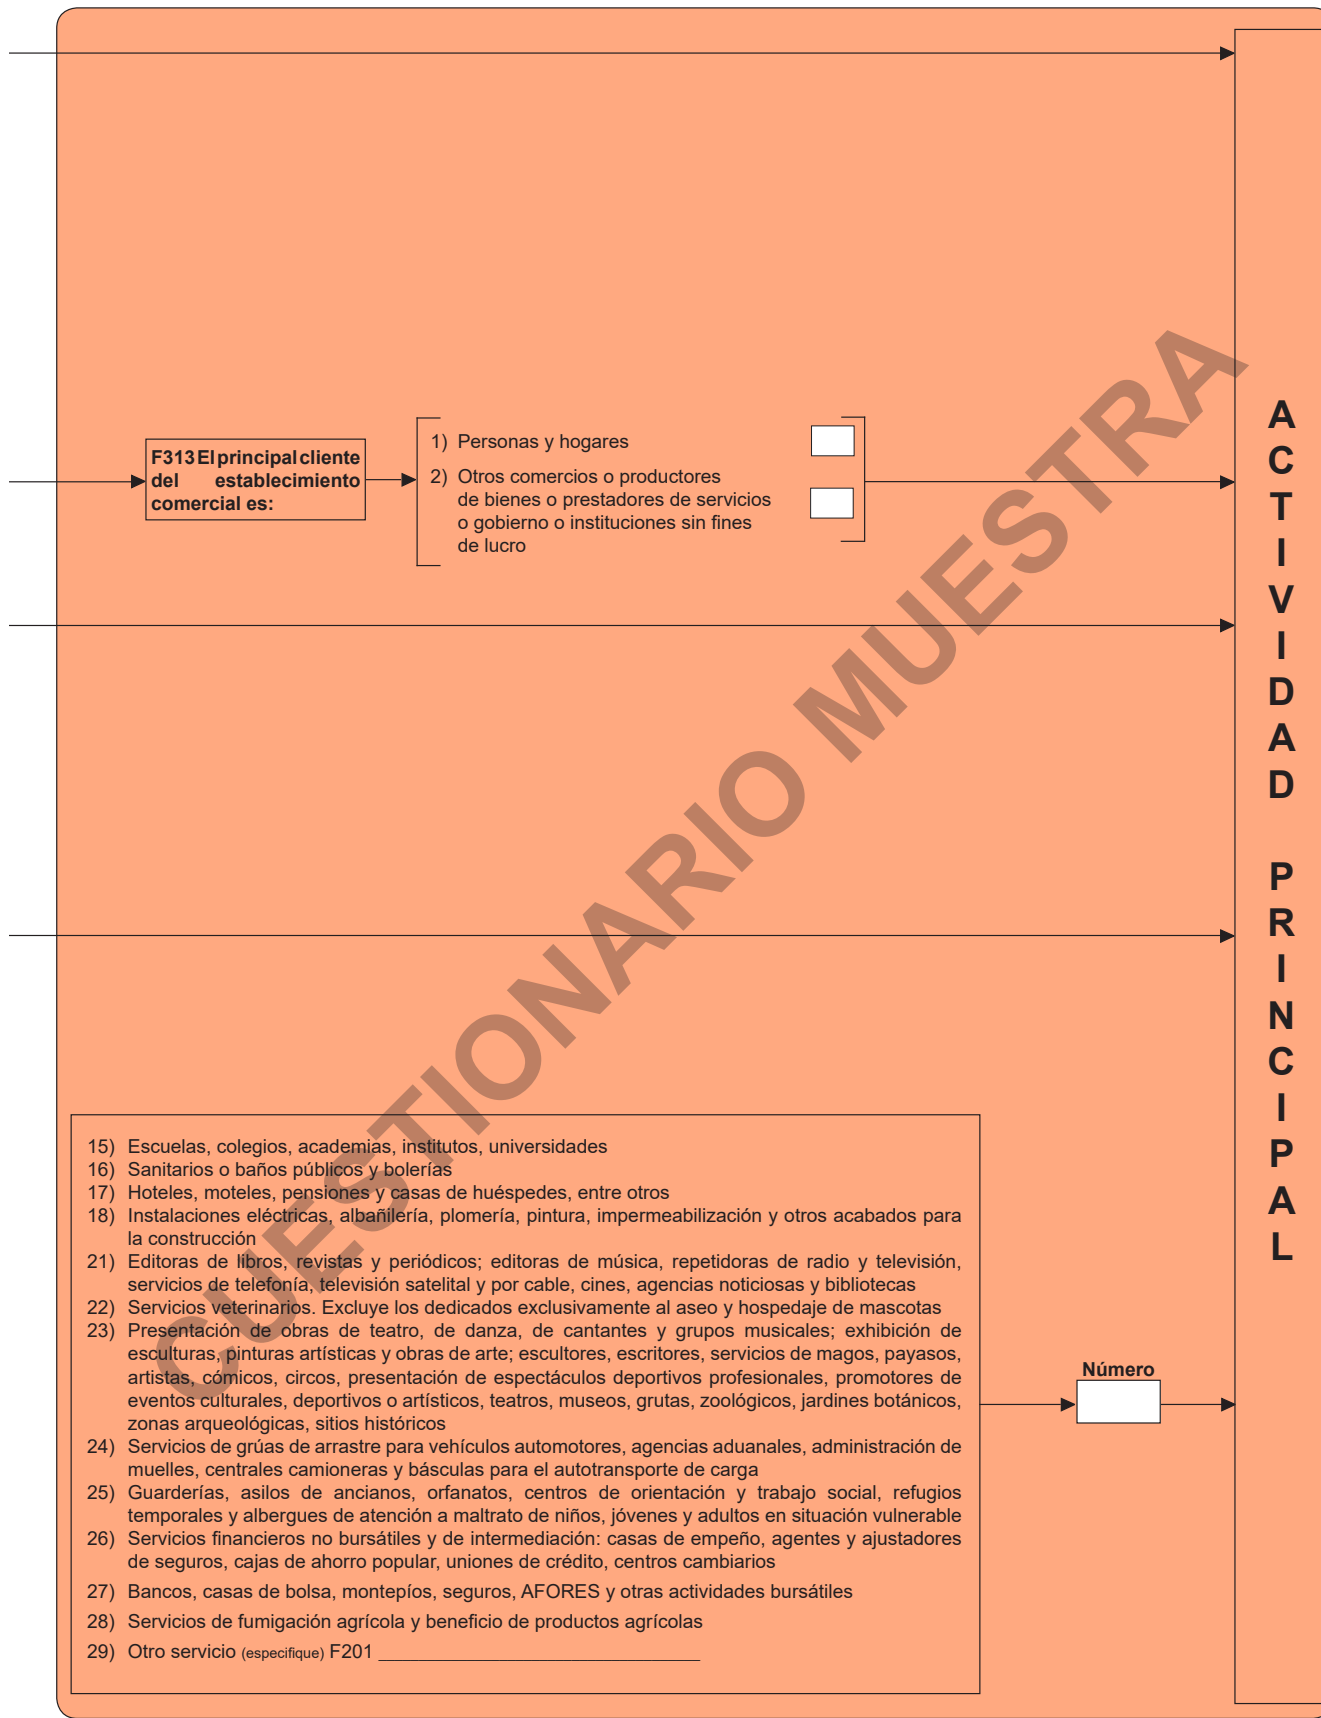 F313 El principal cliente
del establecimiento
comercial es:
1) Personas y hogares
2) Otros comercios o productores
de bienes o prestadores de servicios
o gobierno o instituciones sin fines
de lucro
ACTIVIDAD PRINCIPAL
CUESTIONARIO MUESTRA
15) Escuelas, colegios, academias, institutos, universidades
16) Sanitarios o baños públicos y bolerías
17) Hoteles, moteles, pensiones y casas de huéspedes, entre otros
18) Instalaciones eléctricas, albañilería, plomería, pintura, impermeabilización y otros acabados para
la construcción
21) Editoras de libros, revistas y periódicos; editoras de música, repetidoras de radio y televisión,
servicios de telefonía, televisión satelital y por cable, cines, agencias noticiosas y bibliotecas
22) Servicios veterinarios. Excluye los dedicados exclusivamente al aseo y hospedaje de mascotas
23) Presentación de obras de teatro, de danza, de cantantes y grupos musicales; exhibición de
esculturas, pinturas artísticas y obras de arte; escultores, escritores, servicios de magos, payasos,
artistas, cómicos, circos, presentación de espectáculos deportivos profesionales, promotores de
eventos culturales, deportivos o artísticos, teatros, museos, grutas, zoológicos, jardines botánicos,
zonas arqueológicas, sitios históricos
24) Servicios de grúas de arrastre para vehículos automotores, agencias aduanales, administración de
muelles, centrales camioneras y básculas para el autotransporte de carga
25) Guarderías, asilos de ancianos, orfanatos, centros de orientación y trabajo social, refugios
temporales y albergues de atención a maltrato de niños, jóvenes y adultos en situación vulnerable
26) Servicios financieros no bursátiles y de intermediación: casas de empeño, agentes y ajustadores
de seguros, cajas de ahorro popular, uniones de crédito, centros cambiarios
27) Bancos, casas de bolsa, montepíos, seguros, AFORES y otras actividades bursátiles
28) Servicios de fumigación agrícola y beneficio de productos agrícolas
29) Otro servicio (especifique) F201 ______________________________
Número